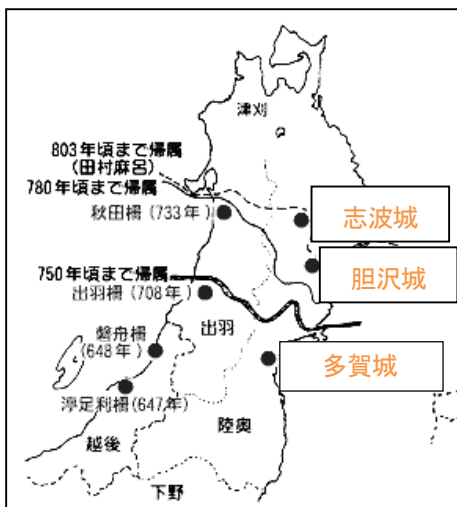 津刈
803年頃まで帰属
(田村麻呂)
780年頃まで帰属
秋田柵(733年)
志波城
胆沢城
750年頃まで帰属
出羽柵(708年)
出羽
磐舟柵
(648年)
多賀城
渟足利柵(647年)
陸奥
越後
下野